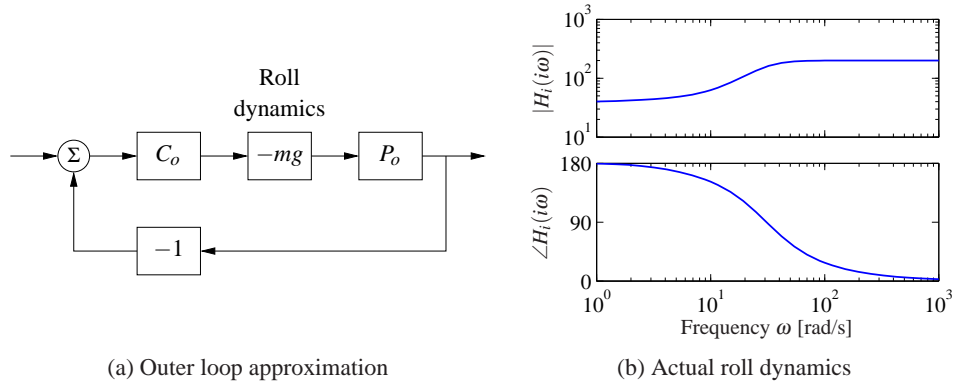 Roll
dynamics
Σ
C_o
−mg
P_o
−1
(a) Outer loop approximation
|H_i(iω)|
10^3
10^2
10^1
∠H_i(iω)
180
90
0
10^0 10^1 10^2 10^3
Frequency ω [rad/s]
(b) Actual roll dynamics